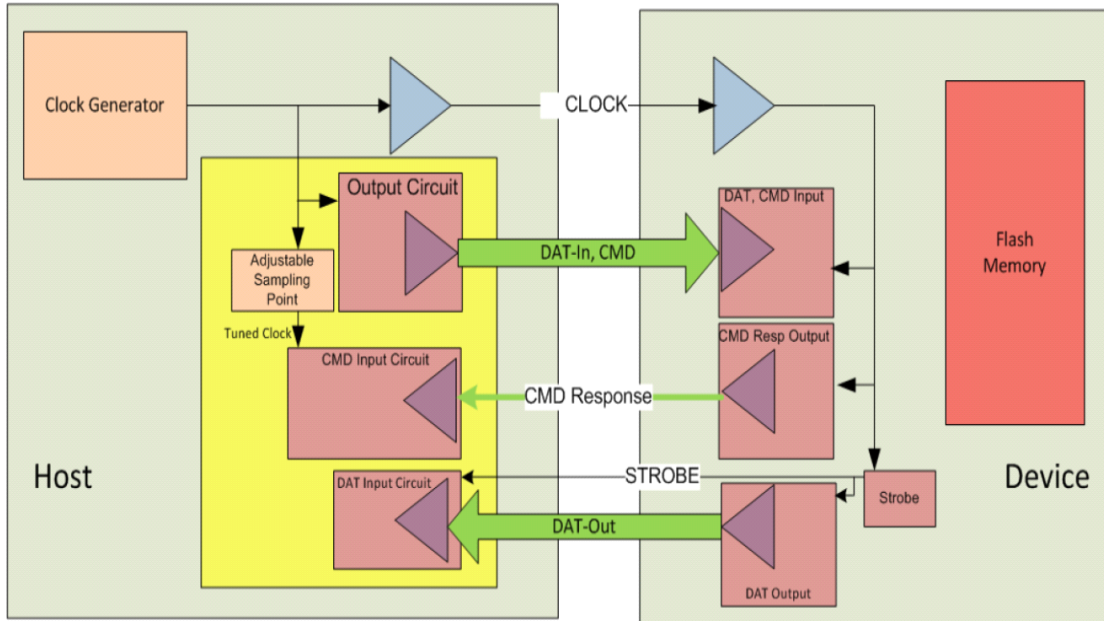 Clock Generator
CLOCK
Output Circuit
DAT, CMD Input
DAT-In, CMD
Flash
Memory
Adjustable
Sampling
Point
Tuned Clock
CMD Input Circuit
CMD Resp Output
CMD Response
Host
Device
STROBE
DAT Input Circuit
Strobe
DAT-Out
DAT Output